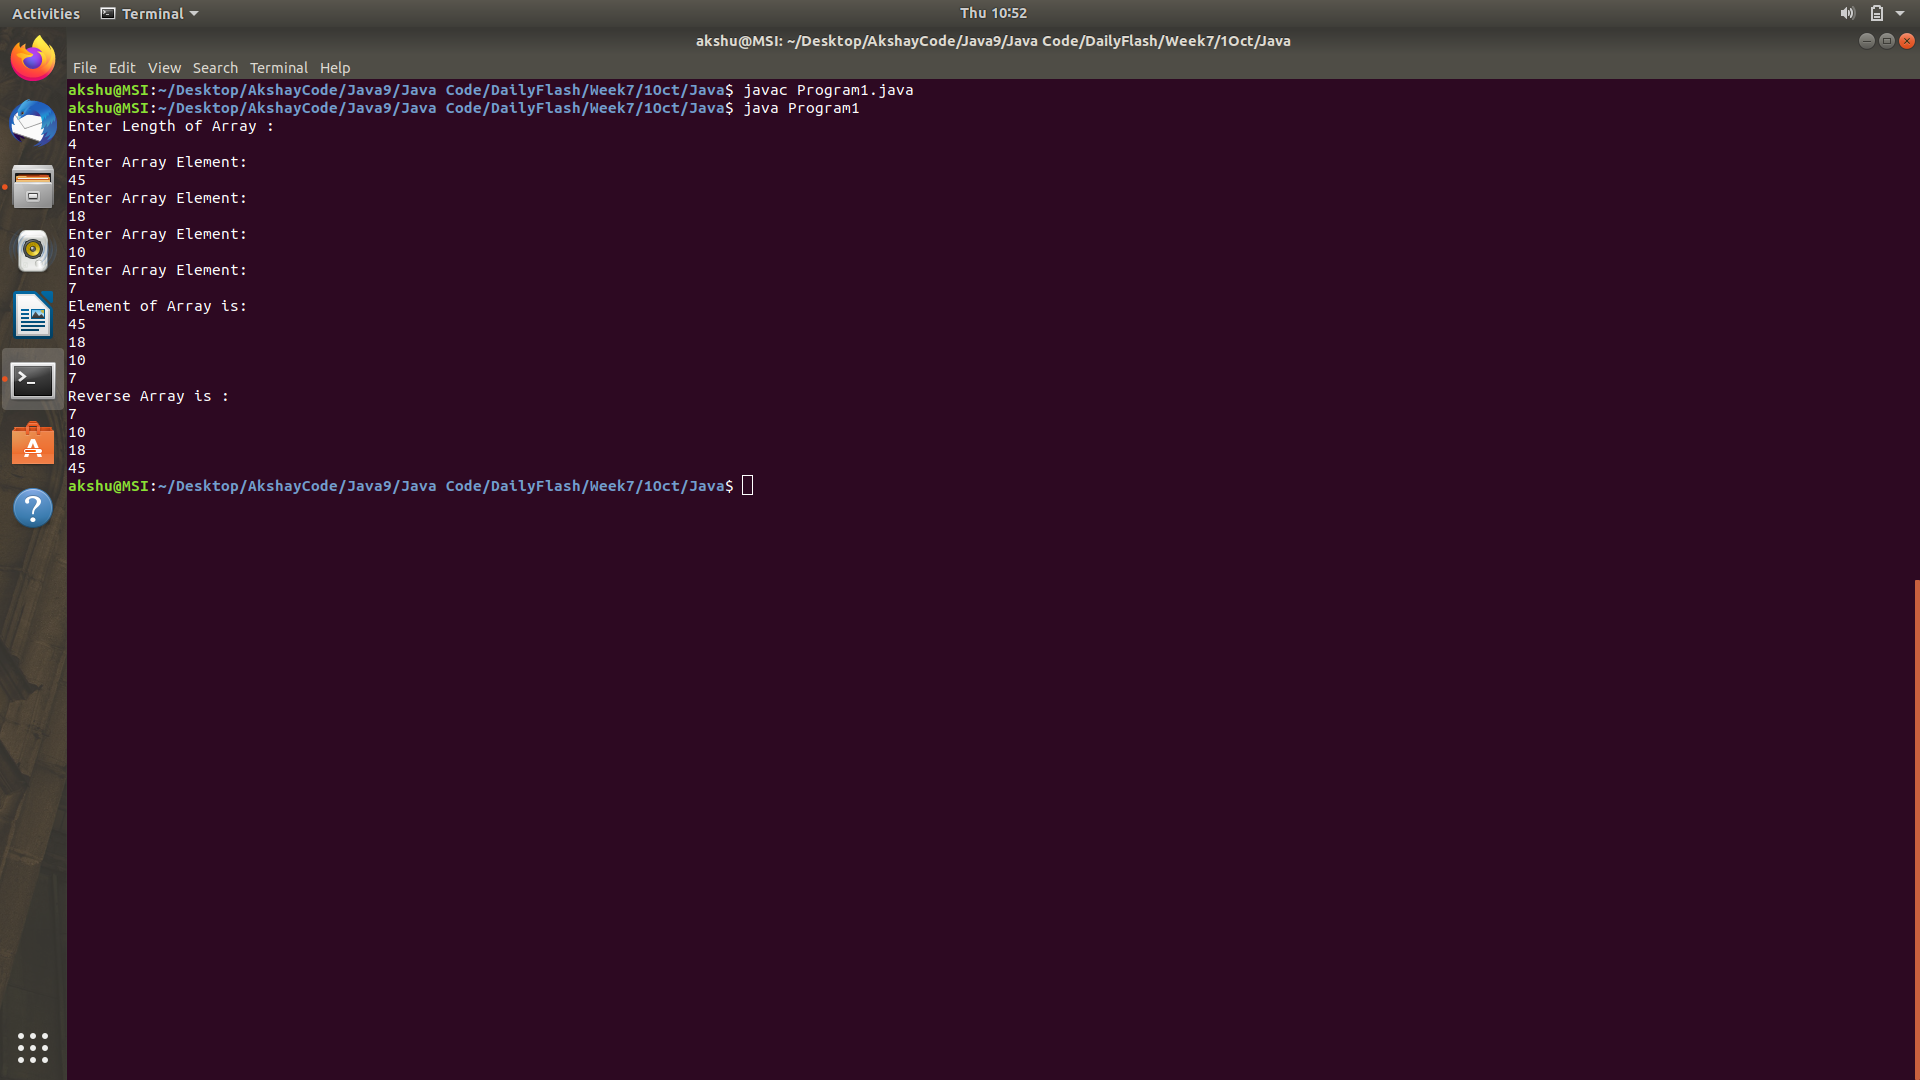 Activities Terminal Thu 10:52
akshu@MSI: ~/Desktop/AkshayCode/Java9/Java Code/DailyFlash/Week7/1Oct/Java
File Edit View Search Terminal Help
akshu@MSI:~/Desktop/AkshayCode/Java9/Java Code/DailyFlash/Week7/1Oct/Java$ javac Program1.java
akshu@MSI:~/Desktop/AkshayCode/Java9/Java Code/DailyFlash/Week7/1Oct/Java$ java Program1
Enter Length of Array :
4
Enter Array Element:
45
Enter Array Element:
18
Enter Array Element:
10
Enter Array Element:
7
Element of Array is:
45
18
10
7
Reverse Array is :
7
10
18
45
akshu@MSI:~/Desktop/AkshayCode/Java9/Java Code/DailyFlash/Week7/1Oct/Java$